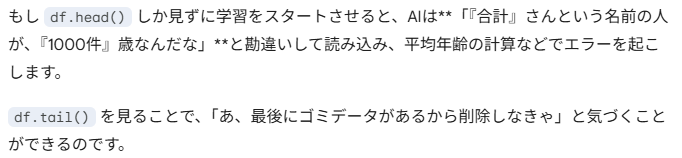 もし df.head() しか見ずに学習をスタートさせると、AIは**「『合計』さんという名前の人
が、『1000件』歳なんだな」**と勘違いして読み込み、平均年齢の計算などでエラーを起こ
します。
df.tail() を見ることで、「あ、最後にゴミデータがあるから削除しなきゃ」と気づくこと
ができるのです。